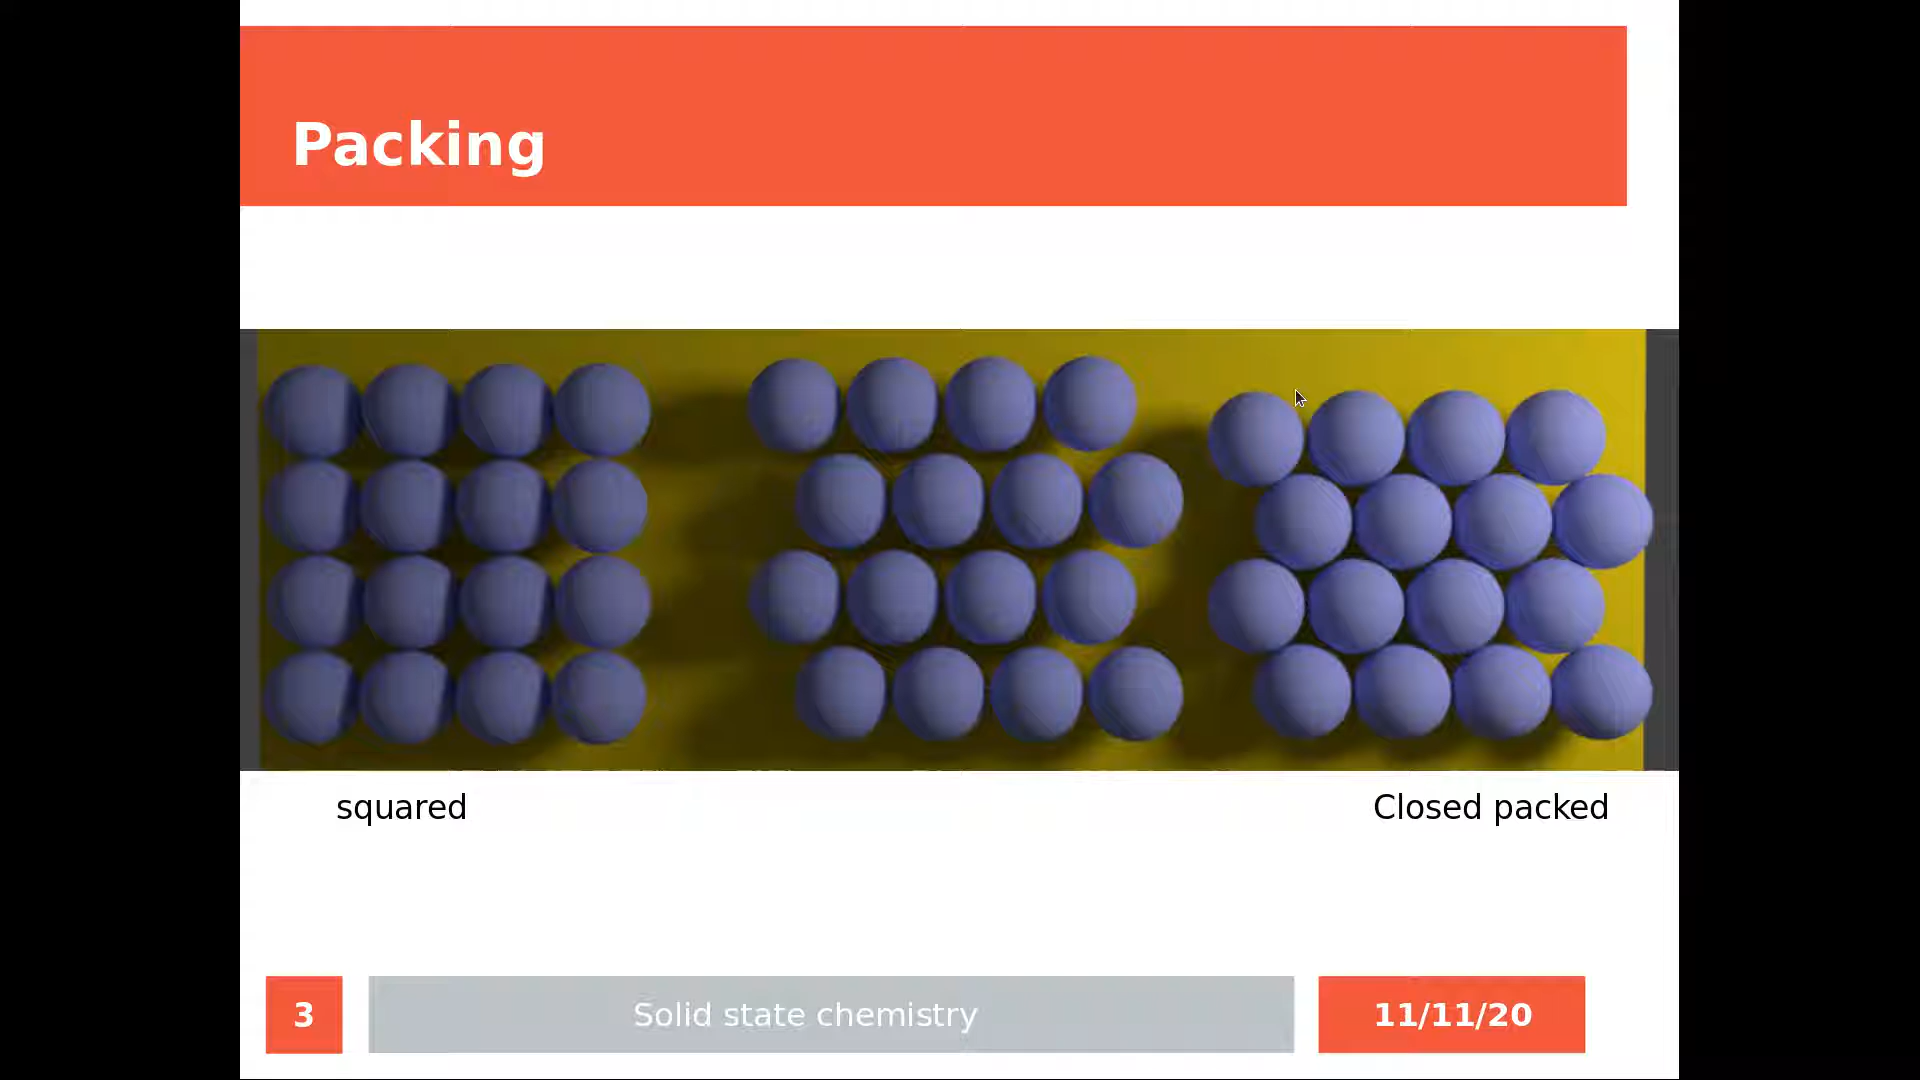 Packing
squared
Closed packed
3
Solid state chemistry
11/11/20